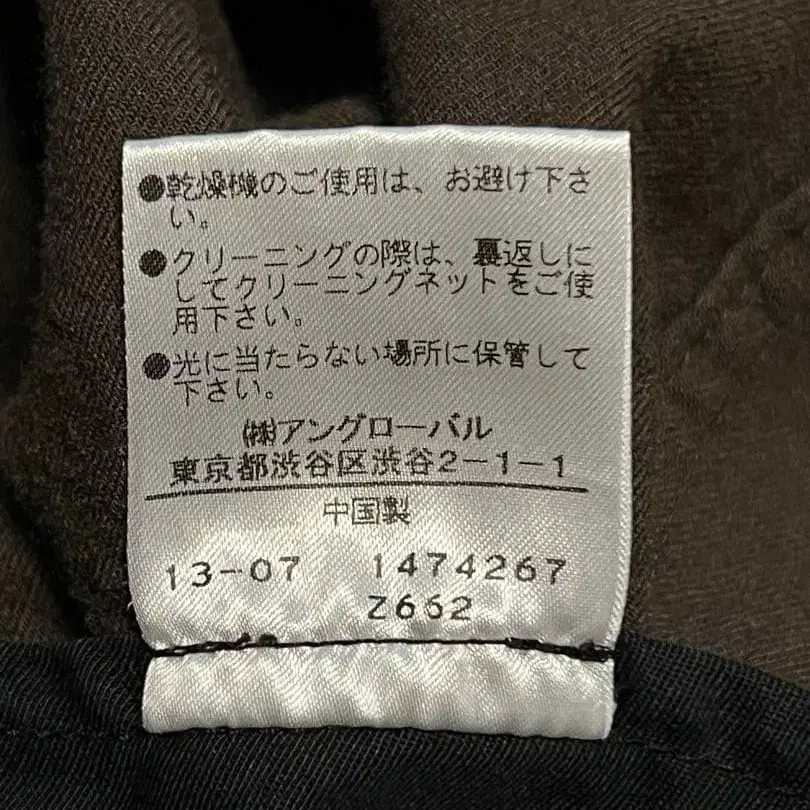 ●乾燥機のご使用は、お避け下さ
い。
●クリーニングの際は、裏返しに
してクリーニングネットをご使
用下さい。
●光に当たらない場所に保管して
下さい。
㈱アングローバル
東京都渋谷区渋谷2-1-1
中国製
13-07 1474267
Z662